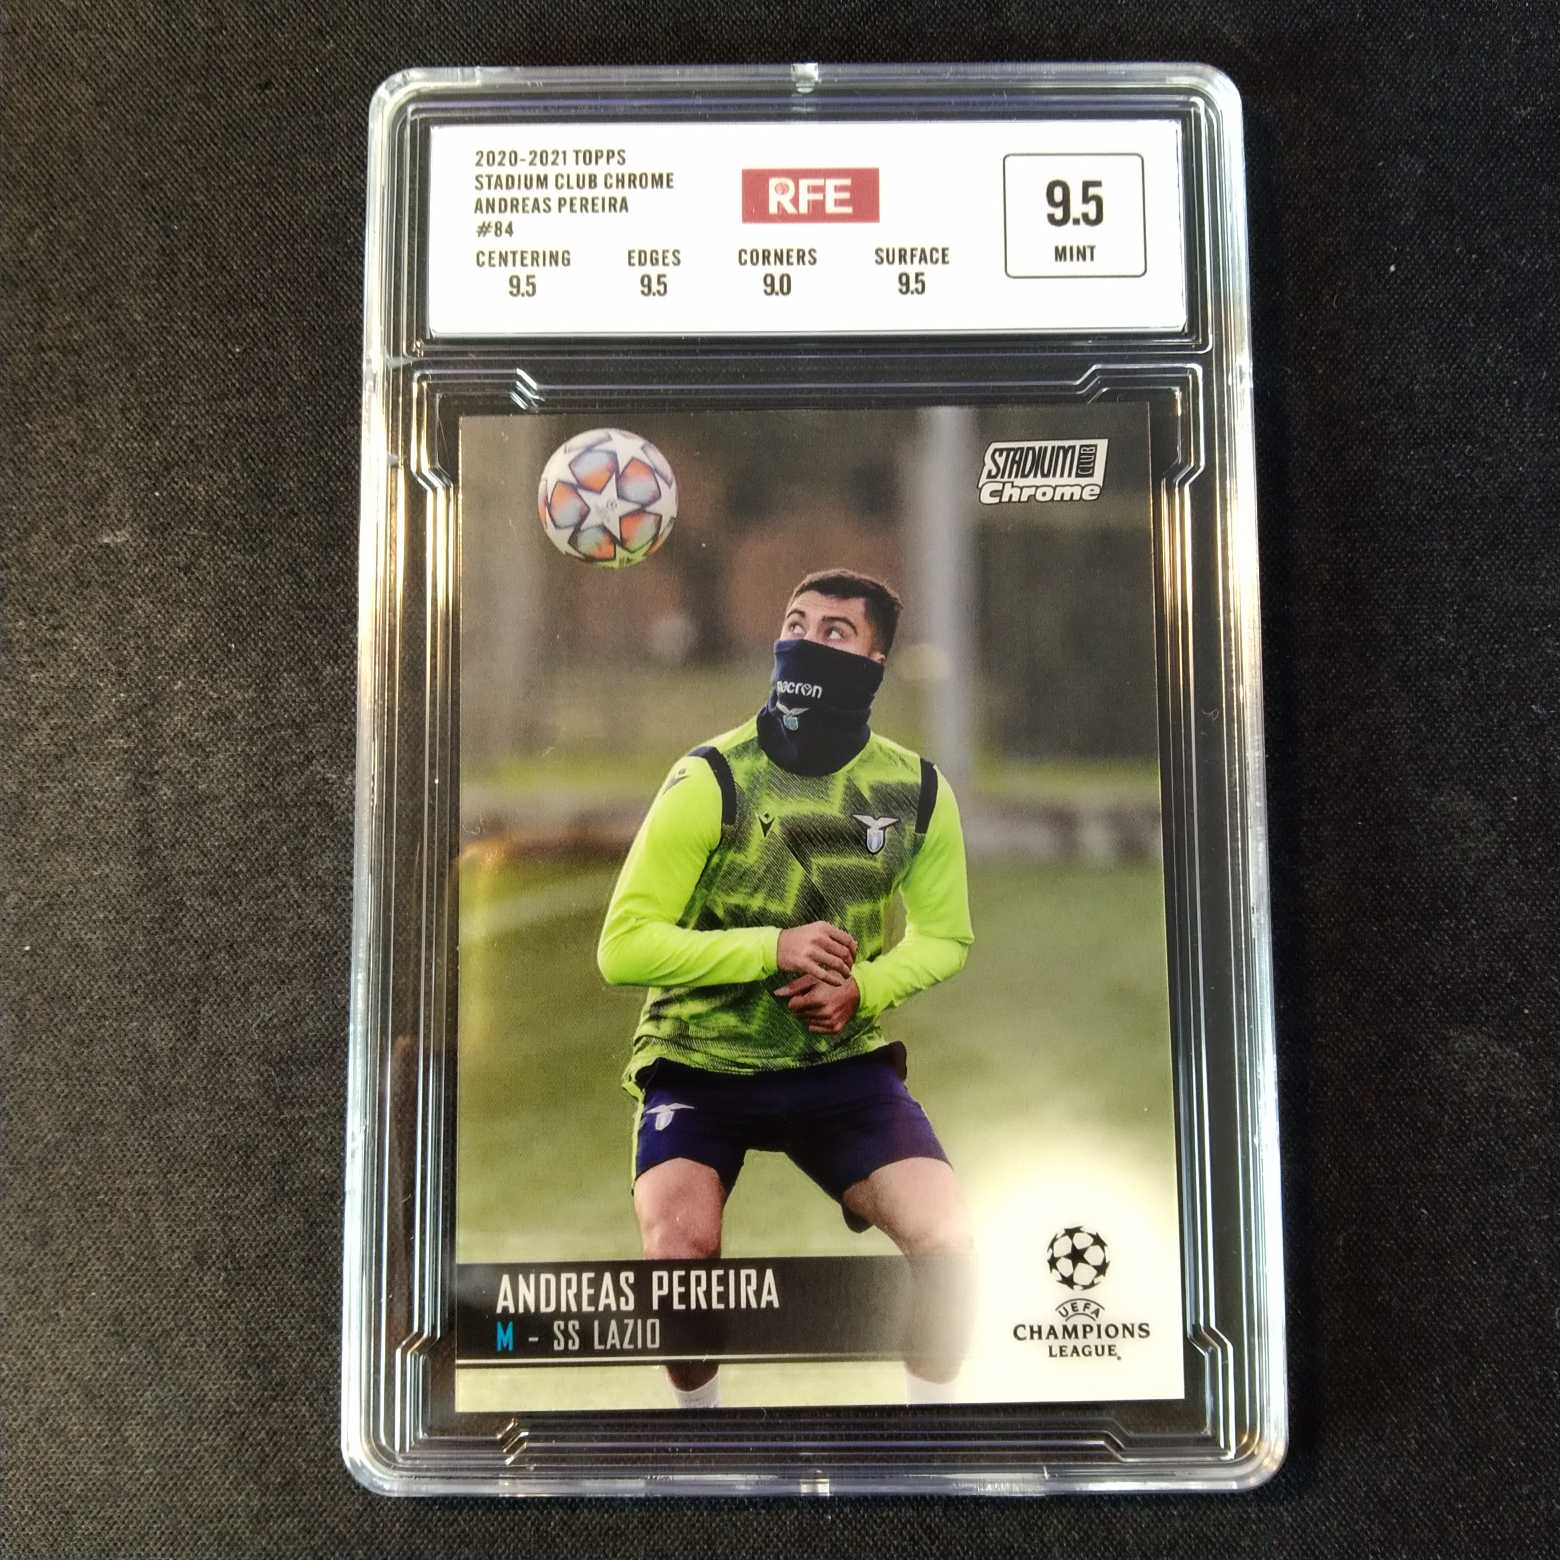 2020-2021 TOPPS
STADIUM CLUB CHROME
ANDREAS PEREIRA
#84
RFE
9.5
MINT
CENTERING EDGES CORNERS SURFACE
9.5 9.5 9.0 9.5
STADIUM CLUB
Chrome
macron
ANDREAS PEREIRA
M - SS LAZIO
UEFA
CHAMPIONS
LEAGUE